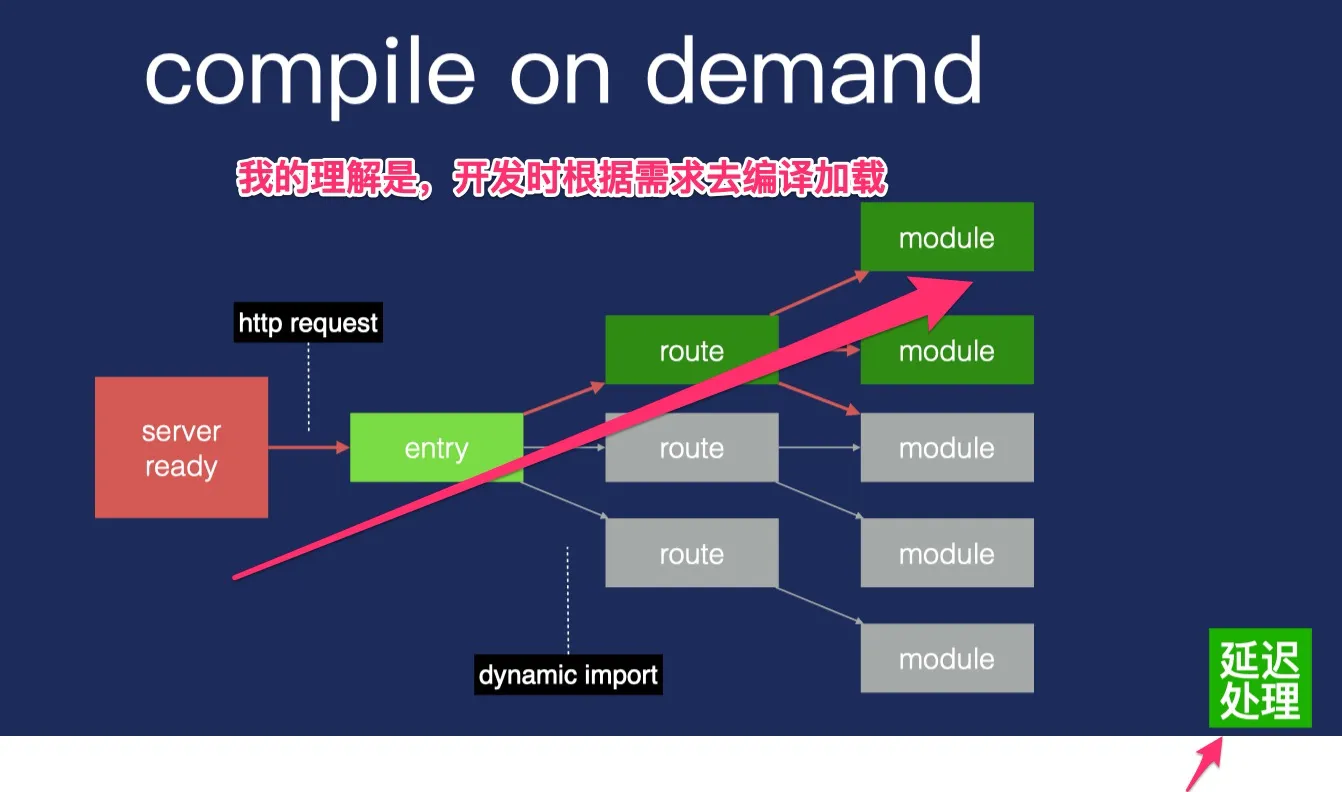 compile on demand
我的理解是，开发时根据需求去编译加载
module
http request
route
module
server
ready
entry
route
module
route
module
dynamic import
module
延迟
处理